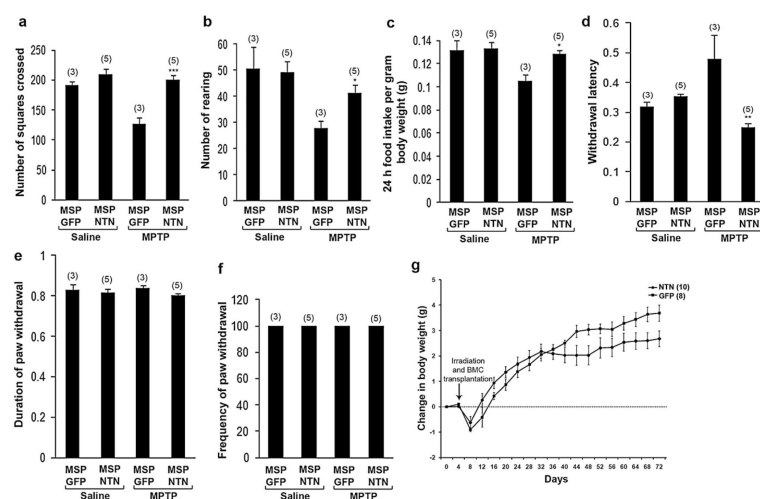 a
Number of squares crossed
250
200
150
100
50
0
(3)
(5)
(3)
(5)
***
MSP GFP
MSP NTN
MSP GFP
MSP NTN
Saline
MPTP
b
Number of rearing
60
50
40
30
20
10
0
(3)
(5)
(3)
(5)
*
MSP GFP
MSP NTN
MSP GFP
MSP NTN
Saline
MPTP
c
24 h food intake per gram
body weight (g)
0.14
0.12
0.1
0.08
0.06
0.04
0.02
0
(3)
(5)
(3)
(5)
*
MSP GFP
MSP NTN
MSP GFP
MSP NTN
Saline
MPTP
d
Withdrawal latency
0.6
0.5
0.4
0.3
0.2
0.1
0
(3)
(5)
(3)
(5)
**
MSP GFP
MSP NTN
MSP GFP
MSP NTN
Saline
MPTP
e
Duration of paw withdrawal
1
0.8
0.6
0.4
0.2
0
(3)
(5)
(3)
(5)
MSP GFP
MSP NTN
MSP GFP
MSP NTN
Saline
MPTP
f
Frequency of paw withdrawal
120
100
80
60
40
20
0
(3)
(5)
(3)
(5)
MSP GFP
MSP NTN
MSP GFP
MSP NTN
Saline
MPTP
g
NTN (10)
GFP (8)
Change in body weight (g)
5
4
3
2
1
0
-1
-2
Irradiation
and BMC
transplantation
0 4 8 12 16 20 24 28 32 36 40 44 48 52 56 60 64 68 72
Days